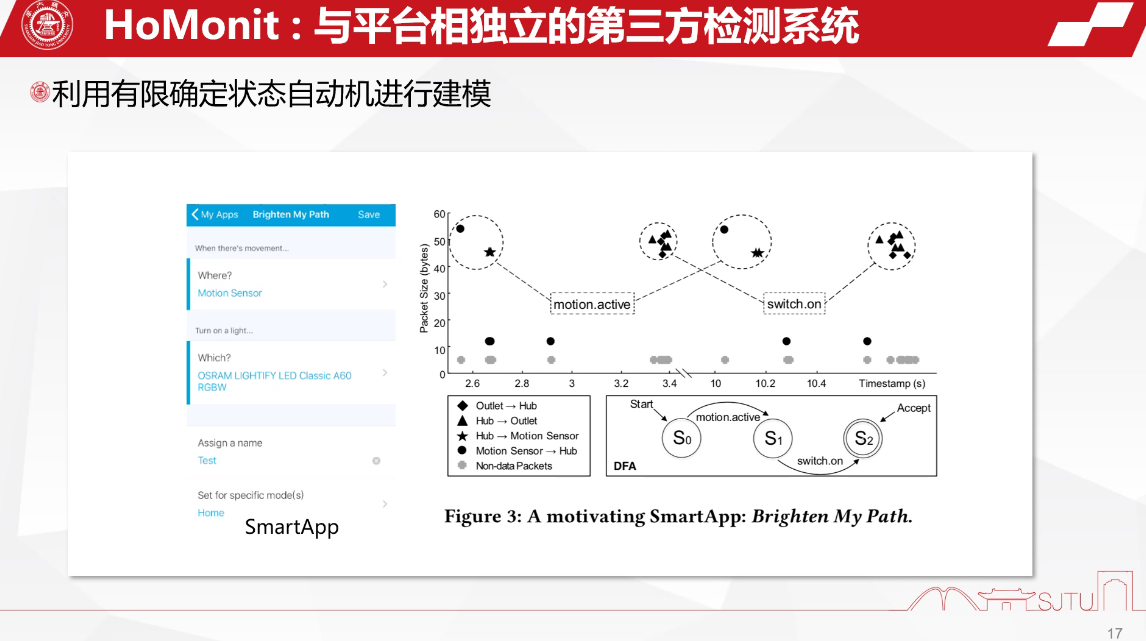 HoMonit : 与平台相独立的第三方检测系统
利用有限确定状态自动机进行建模
My Apps Brighten My Path Save
When there's movement...
Where?
Motion Sensor
Turn on a light...
Which?
OSRAM LIGHTIFY LED Classic A60
RGBW
Assign a name
Test
Set for specific mode(s)
Home
SmartApp
Packet Size (bytes)
60
50
40
30
20
10
0
motion.active
switch.on
2.6 2.8 3 3.2 3.4 10 10.2 10.4 Timestamp (s)
Outlet → Hub
Hub → Outlet
Hub → Motion Sensor
Motion Sensor → Hub
Non-data Packets
Start
motion.active
Accept
S0 S1 S2
switch.on
DFA
Figure 3: A motivating SmartApp: Brighten My Path.
SJTU
17